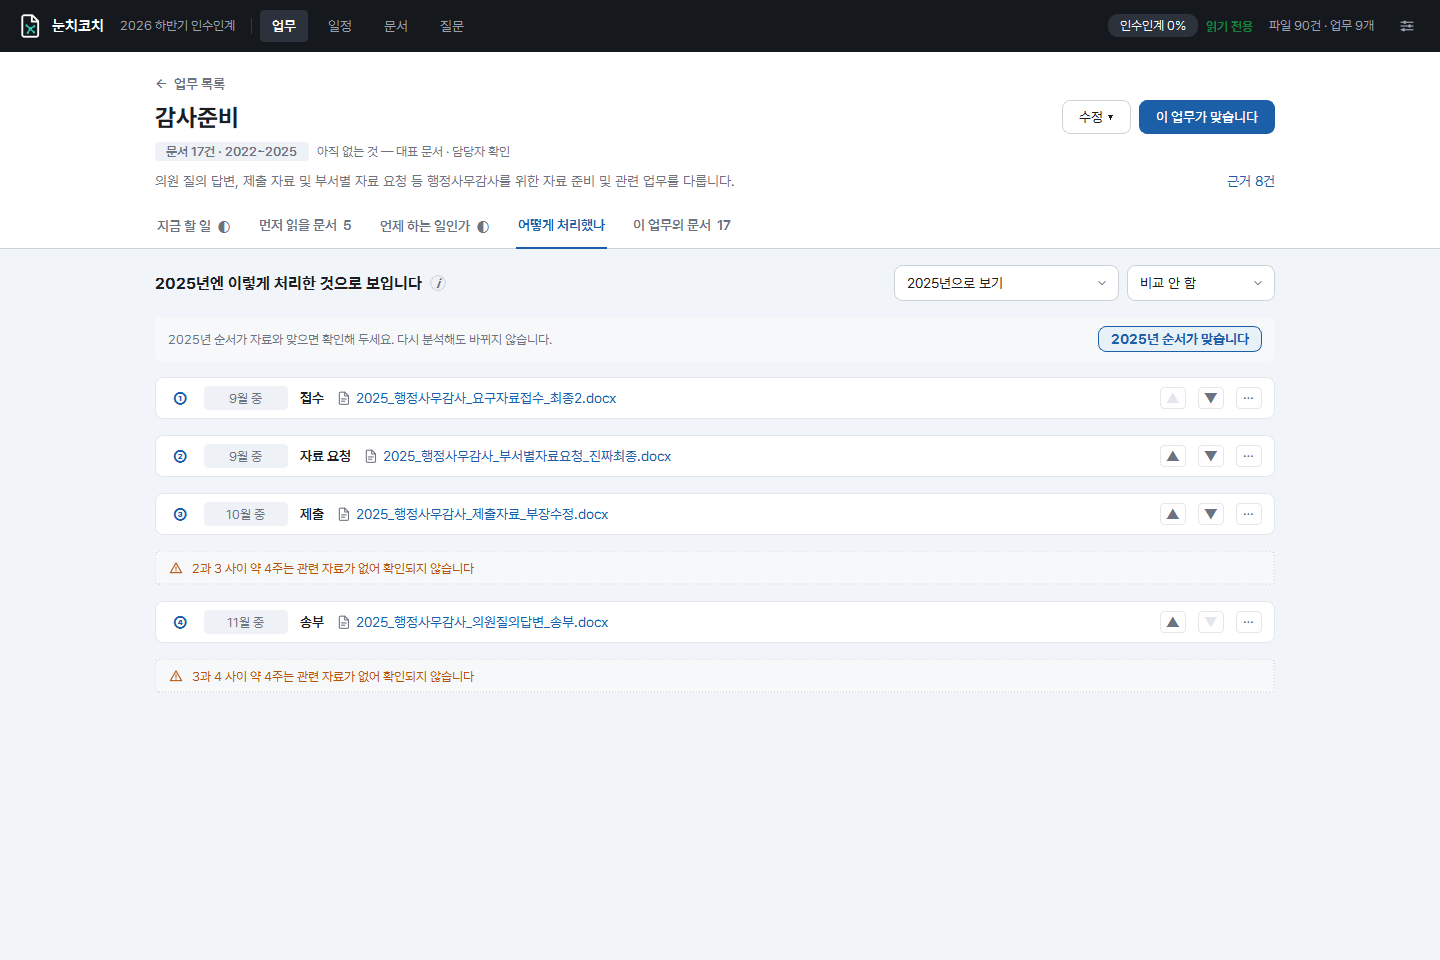 눈치코치 2026 하반기 인수인계 업무 일정 문서 질문 인수인계 0% 읽기 전용 파일 90건 · 업무 9개
← 업무 목록
감사준비 수정 ▾ 이 업무가 맞습니다
문서 17건 · 2022~2025 아직 없는 것 — 대표 문서 · 담당자 확인
의원 질의 답변, 제출 자료 및 부서별 자료 요청 등 행정사무감사를 위한 자료 준비 및 관련 업무를 다룹니다. 근거 8건
지금 할 일 ◐ 먼저 읽을 문서 5 언제 하는 일인가 ◐ 어떻게 처리했나 이 업무의 문서 17
2025년엔 이렇게 처리한 것으로 보입니다 i 2025년으로 보기 비교 안 함
2025년 순서가 자료와 맞으면 확인해 두세요. 다시 분석해도 바뀌지 않습니다. 2025년 순서가 맞습니다
① 9월 중 접수 2025_행정사무감사_요구자료접수_최종2.docx ▲ ▼ ···
② 9월 중 자료 요청 2025_행정사무감사_부서별자료요청_진짜최종.docx ▲ ▼ ···
③ 10월 중 제출 2025_행정사무감사_제출자료_부장수정.docx ▲ ▼ ···
⚠ 2과 3 사이 약 4주는 관련 자료가 없어 확인되지 않습니다
④ 11월 중 송부 2025_행정사무감사_의원질의답변_송부.docx ▲ ▼ ···
⚠ 3과 4 사이 약 4주는 관련 자료가 없어 확인되지 않습니다